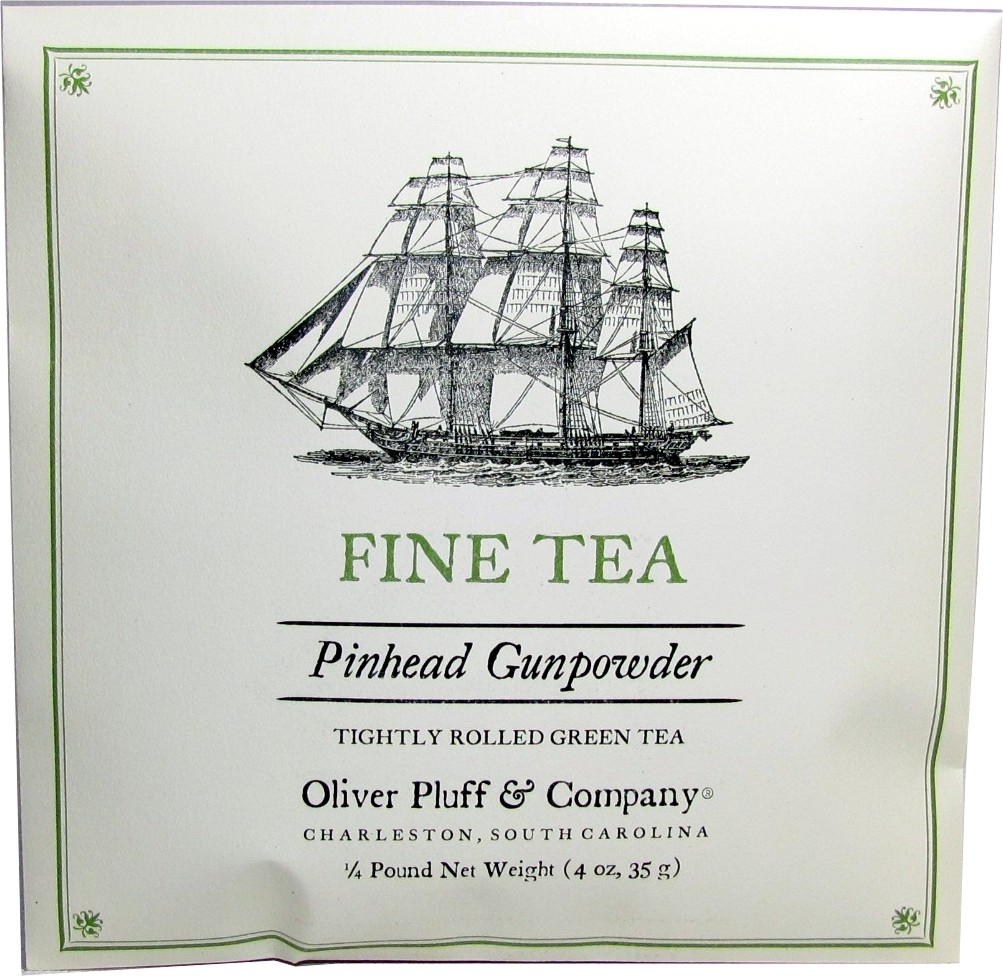 FINE TEA
Pinhead Gunpowder
TIGHTLY ROLLED GREEN TEA
Oliver Pluff & Company®
CHARLESTON, SOUTH CAROLINA
¼ Pound Net Weight (4 oz, 35 g)